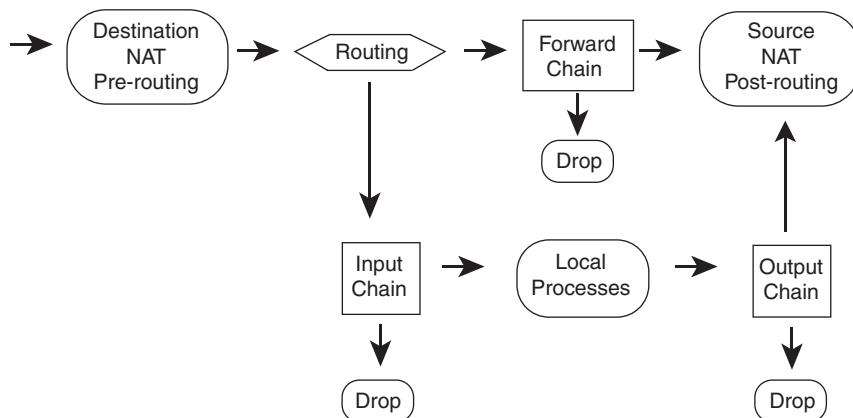 Destination
NAT
Pre-routing
Routing
Forward
Chain
Source
NAT
Post-routing
Drop
Input
Chain
Local
Processes
Output
Chain
Drop
Drop